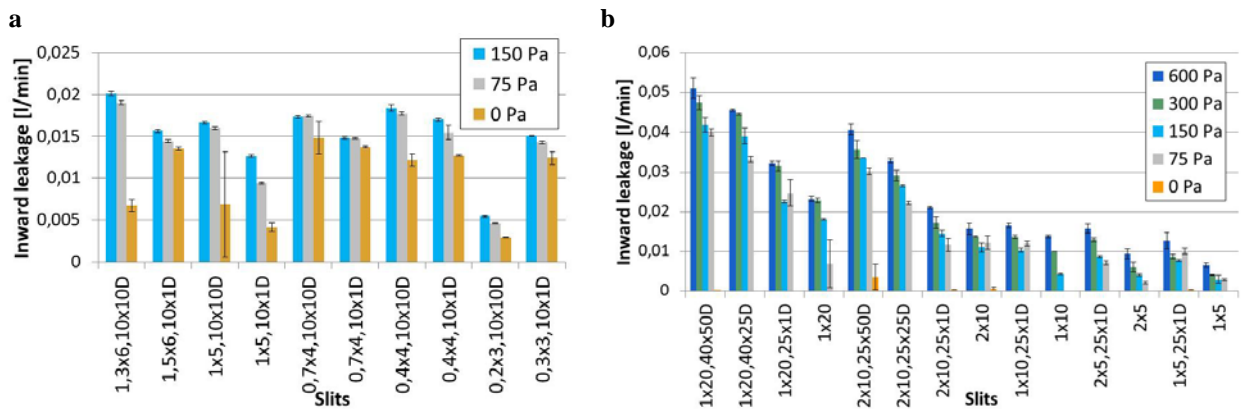 a
Inward leakage [l/min]
0,025
0,02
0,015
0,01
0,005
0
150 Pa
75 Pa
0 Pa
1,3x6,10x10D
1,5x6,10x1D
1x5,10x10D
1x5,10x1D
0,7x4,10x10D
0,7x4,10x1D
0,4x4,10x10D
0,4x4,10x1D
0,2x3,10x10D
0,3x3,10x1D
Slits
b
Inward leakage [l/min]
0,06
0,05
0,04
0,03
0,02
0,01
0
600 Pa
300 Pa
150 Pa
75 Pa
0 Pa
1x20,40x50D
1x20,40x25D
1x20,25x1D
1x20
2x10,25x50D
2x10,25x25D
2x10,25x1D
2x10
1x10,25x1D
1x10
2x5,25x1D
2x5
1x5,25x1D
1x5
Slits